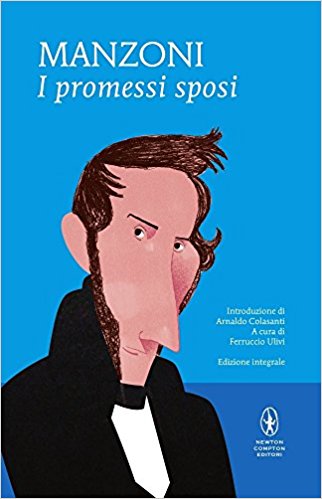 MANZONI
I promessi sposi
Introduzione di
Arnaldo Colasanti
A cura di
Ferruccio Ulivi
Edizione integrale
NEWTON
COMPTON
EDITORI